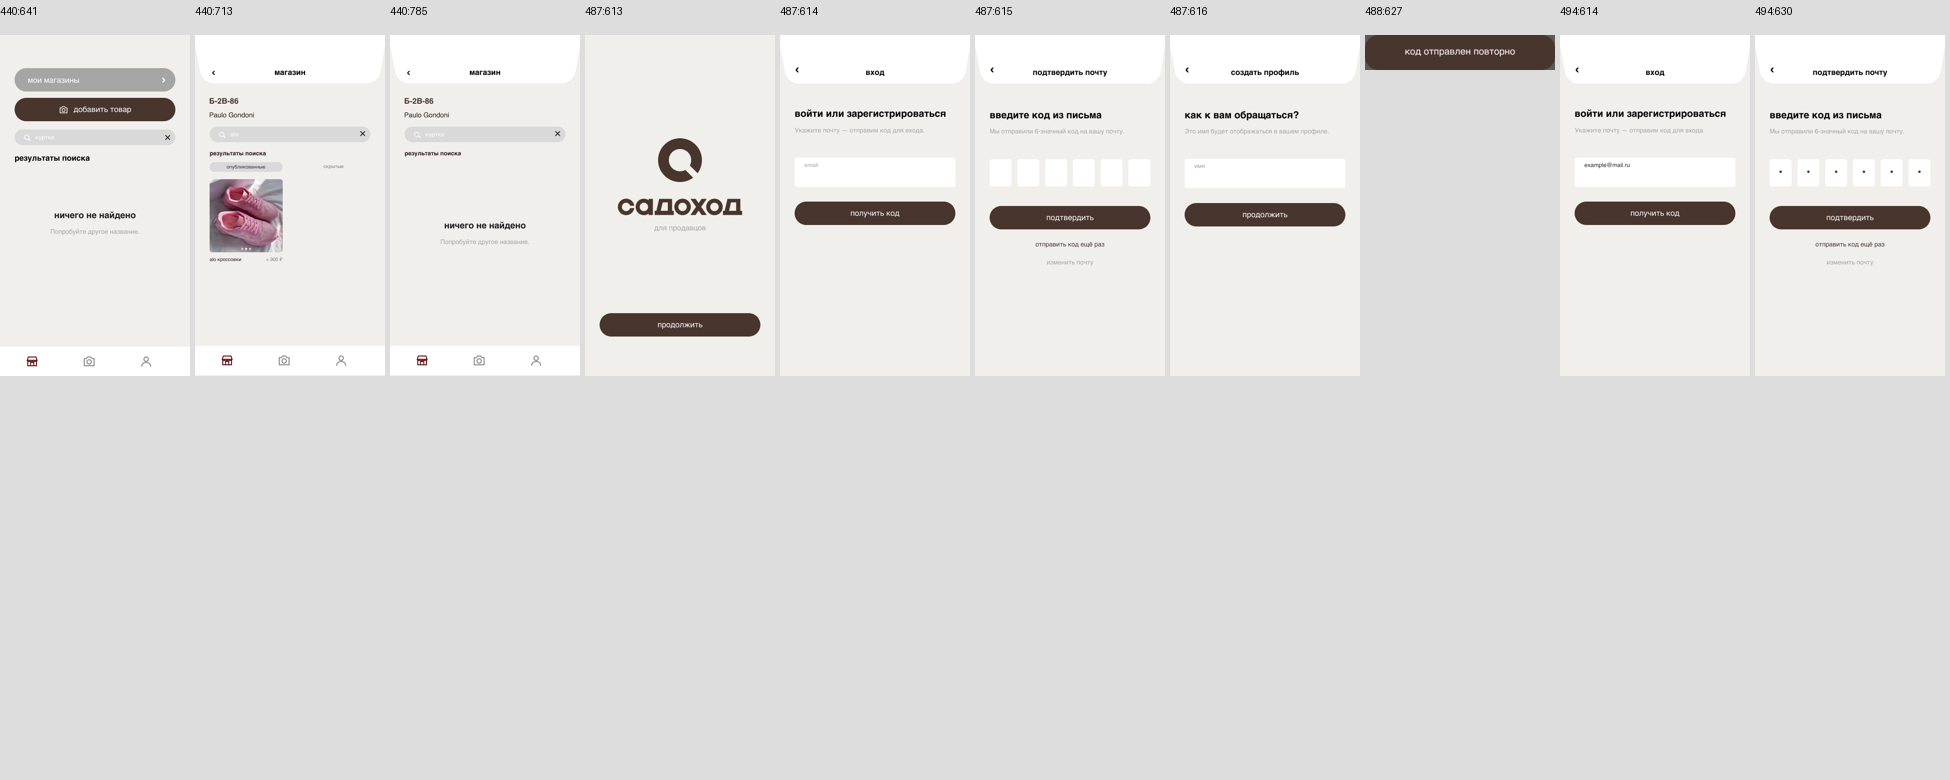 440:641
мои магазины
добавить товар
куртка
результаты поиска
ничего не найдено
Попробуйте другое название.
440:713
магазин
Б-2В-86
Paulo Gondoni
результаты поиска
опубликованные
скрытые
alo кроссовки
440:785
магазин
Б-2В-86
Paulo Gondoni
куртка
результаты поиска
ничего не найдено
Попробуйте другое название.
487:613
садоход
для продавцов
продолжить
487:614
вход
войти или зарегистрироваться
Укажите почту — отправим код для входа.
email
получить код
487:615
подтвердить почту
введите код из письма
Мы отправили 6-значный код на вашу почту.
подтвердить
отправить код ещё раз
изменить почту
487:616
создать профиль
как к вам обращаться?
Это имя будет отображаться в вашем профиле.
имя
продолжить
488:627
код отправлен повторно
494:614
вход
войти или зарегистрироваться
Укажите почту — отправим код для входа.
example@mail.ru
получить код
494:630
подтвердить почту
введите код из письма
Мы отправили 6-значный код на вашу почту.
подтвердить
отправить код ещё раз
изменить почту